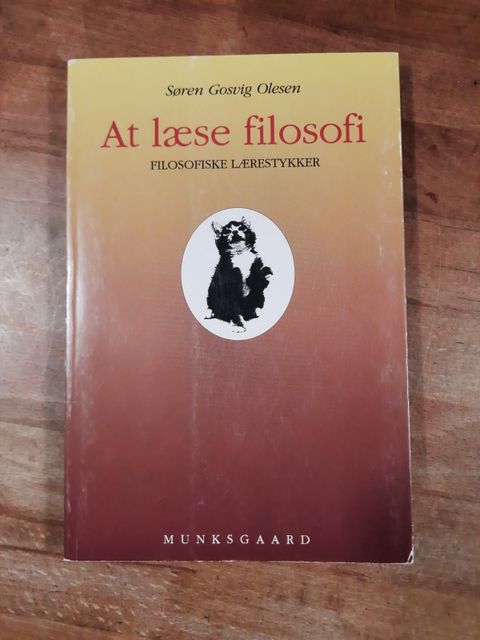 Søren Gosvig Olesen
At læse filosofi
FILOSOFISKE LÆRESTYKKER
MUNKSGAARD